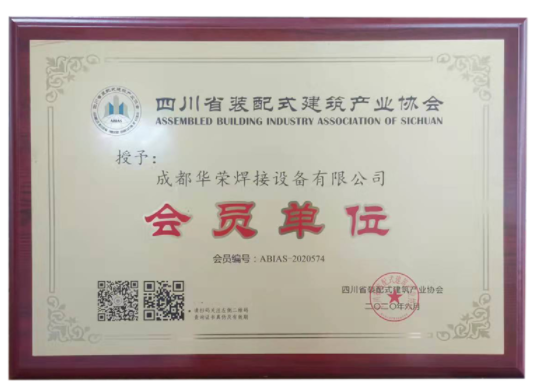 四川省装配式建筑产业协会
ASSEMBLED BUILDING INDUSTRY ASSOCIATION OF SICHUAN
授予：
成都华荣焊接设备有限公司
会员单位
会员编号：ABIAS-2020574
四川省装配式建筑产业协会
二〇二〇年六月